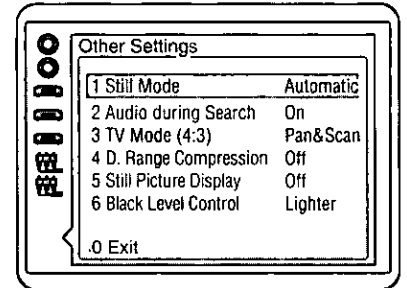 Other Settings
1 Still Mode Automatic
2 Audio during Search On
3 TV Mode (4:3) Pan&Scan
4 D. Range Compression Off
5 Still Picture Display Off
6 Black Level Control Lighter
0 Exit